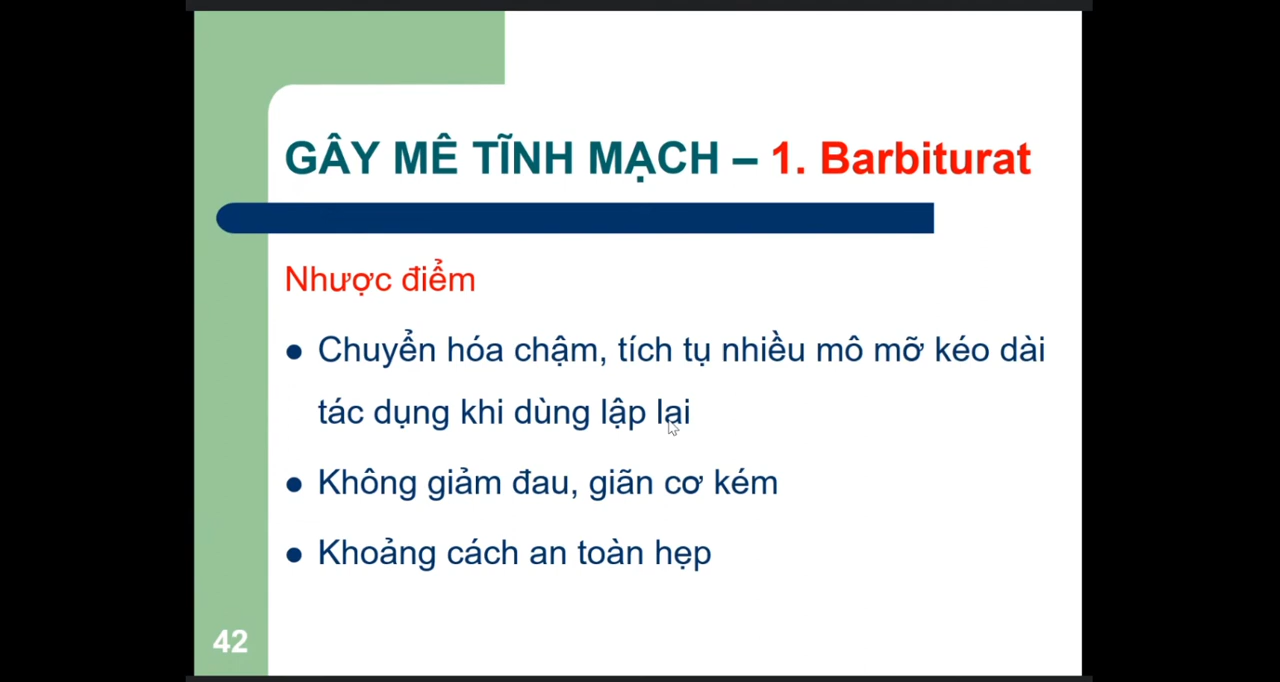 GÂY MÊ TĨNH MẠCH – 1. Barbiturat
Nhược điểm
● Chuyển hóa chậm, tích tụ nhiều mô mỡ kéo dài
tác dụng khi dùng lập lại
● Không giảm đau, giãn cơ kém
● Khoảng cách an toàn hẹp
42